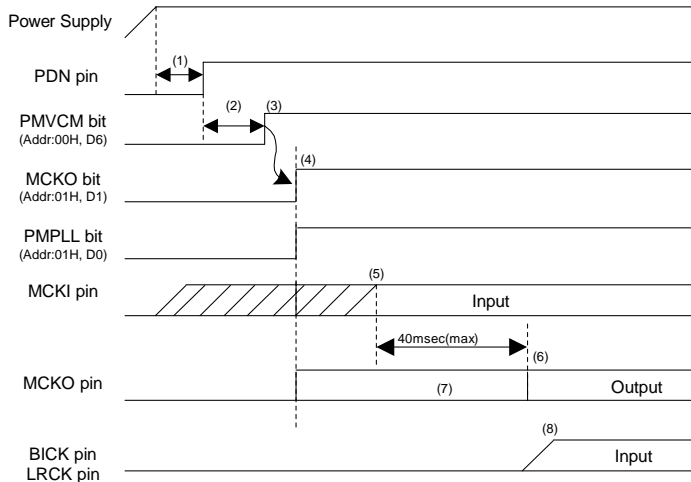 Power Supply
(1)
PDN pin
(2)
(3)
PMVCM bit
(Addr:00H, D6)
(4)
MCKO bit
(Addr:01H, D1)
PMPLL bit
(Addr:01H, D0)
(5)
MCKI pin
Input
40msec(max)
(6)
MCKO pin
(7)
Output
(8)
BICK pin
LRCK pin
Input